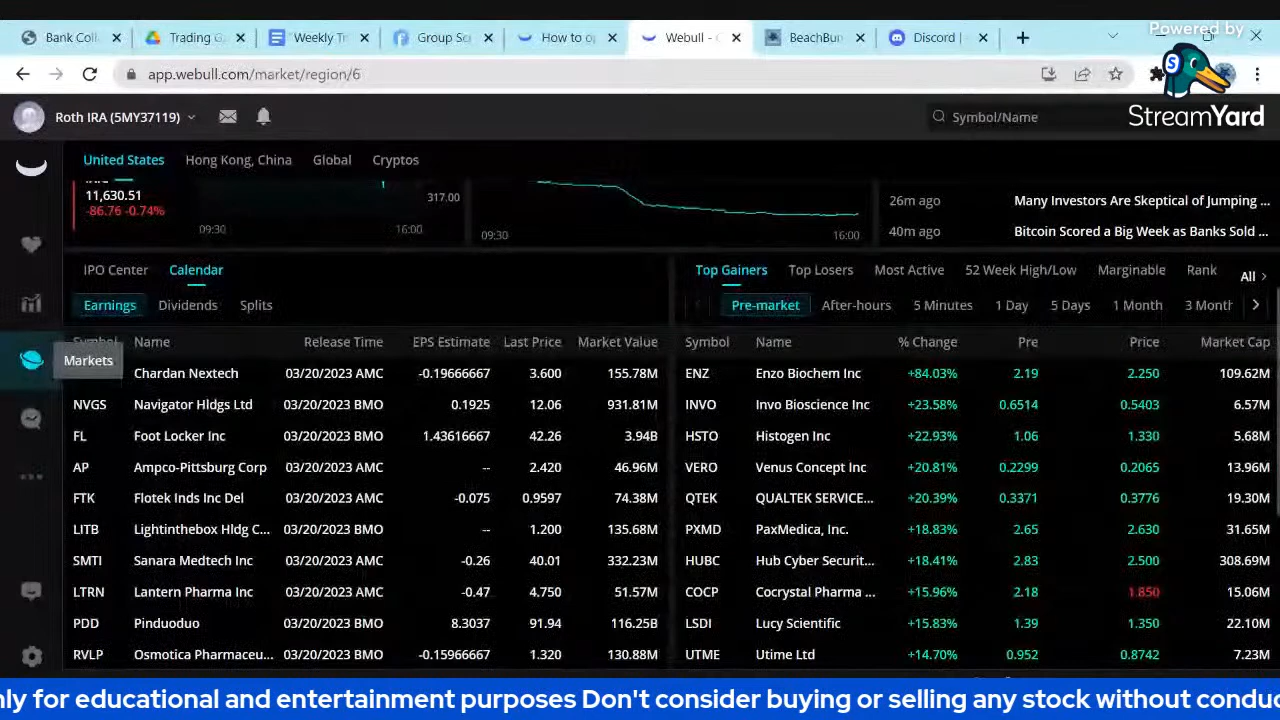 Powered by
StreamYard
Bank Coll
Trading G
Weekly Tr
Group Se
How to op
Webull - 
BeachBun
Discord |
app.webull.com/market/region/6
Roth IRA (5MY37119)
Symbol/Name
United States Hong Kong, China Global Cryptos
11,630.51
-86.76 -0.74%
317.00
09:30 16:00
09:30 16:00
26m ago Many Investors Are Skeptical of Jumping ...
40m ago Bitcoin Scored a Big Week as Banks Sold ...
IPO Center Calendar
Earnings Dividends Splits
Markets
Symbol Name Release Time EPS Estimate Last Price Market Value
Chardan Nextech 03/20/2023 AMC -0.19666667 3.600 155.78M
NVGS Navigator Hldgs Ltd 03/20/2023 BMO 0.1925 12.06 931.81M
FL Foot Locker Inc 03/20/2023 BMO 1.43616667 42.26 3.94B
AP Ampco-Pittsburg Corp 03/20/2023 AMC -- 2.420 46.96M
FTK Flotek Inds Inc Del 03/20/2023 AMC -0.075 0.9597 74.38M
LITB Lightinthebox Hldg C... 03/20/2023 BMO -- 1.200 135.68M
SMTI Sanara Medtech Inc 03/20/2023 AMC -0.26 40.01 332.23M
LTRN Lantern Pharma Inc 03/20/2023 AMC -0.47 4.750 51.57M
PDD Pinduoduo 03/20/2023 BMO 8.3037 91.94 116.25B
RVLP Osmotica Pharmaceu... 03/20/2023 BMO -0.15966667 1.320 130.88M
Top Gainers Top Losers Most Active 52 Week High/Low Marginable Rank All
Pre-market After-hours 5 Minutes 1 Day 5 Days 1 Month 3 Month
Symbol Name % Change Pre Price Market Cap
ENZ Enzo Biochem Inc +84.03% 2.19 2.250 109.62M
INVO Invo Bioscience Inc +23.58% 0.6514 0.5403 6.57M
HSTO Histogen Inc +22.93% 1.06 1.330 5.68M
VERO Venus Concept Inc +20.81% 0.2299 0.2065 13.96M
QTEK QUALTEK SERVICE... +20.39% 0.3371 0.3776 19.30M
PXMD PaxMedica, Inc. +18.83% 2.65 2.630 31.65M
HUBC Hub Cyber Securit... +18.41% 2.83 2.500 308.69M
COCP Cocrystal Pharma ... +15.96% 2.18 1.850 15.06M
LSDI Lucy Scientific +15.83% 1.39 1.350 22.10M
UTME Utime Ltd +14.70% 0.952 0.8742 7.23M
nly for educational and entertainment purposes Don't consider buying or selling any stock without conduc